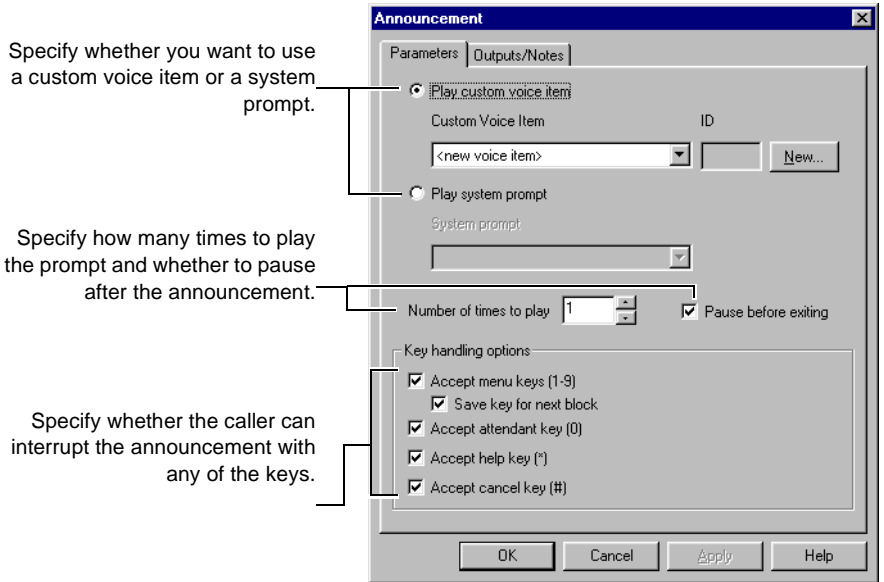 Announcement
Parameters Outputs/Notes
Specify whether you want to use
a custom voice item or a system
prompt.
Play custom voice item
Custom Voice Item ID
<new voice item> New...
Play system prompt
System prompt
Specify how many times to play
the prompt and whether to pause
after the announcement.
Number of times to play 1 Pause before exiting
Key handling options
Accept menu keys (1-9)
Save key for next block
Specify whether the caller can
interrupt the announcement with
any of the keys.
Accept attendant key (0)
Accept help key (*)
Accept cancel key (#)
OK Cancel Apply Help